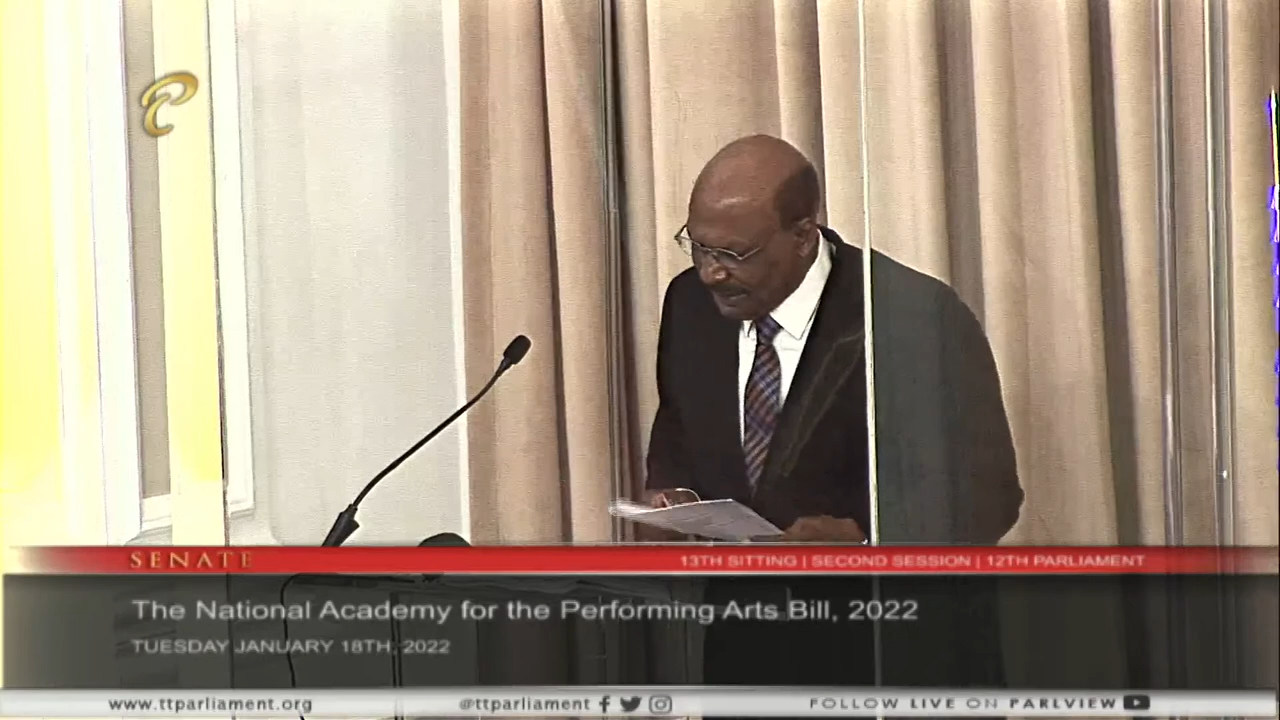 SENATE
13TH SITTING | SECOND SESSION | 12TH PARLIAMENT
The National Academy for the Performing Arts Bill, 2022
TUESDAY JANUARY 18TH, 2022
www.ttparliament.org
@ttparliament
FOLLOW LIVE ON PARLVIEW